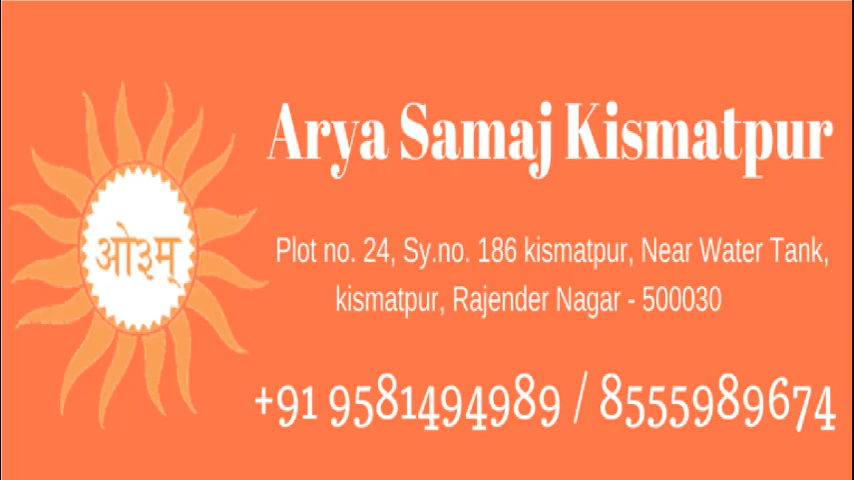 Arya Samaj Kismatpur
ओ३म्
Plot no. 24, Sy.no. 186 kismatpur, Near Water Tank,
kismatpur, Rajender Nagar - 500030
+91 9581494989 / 8555989674